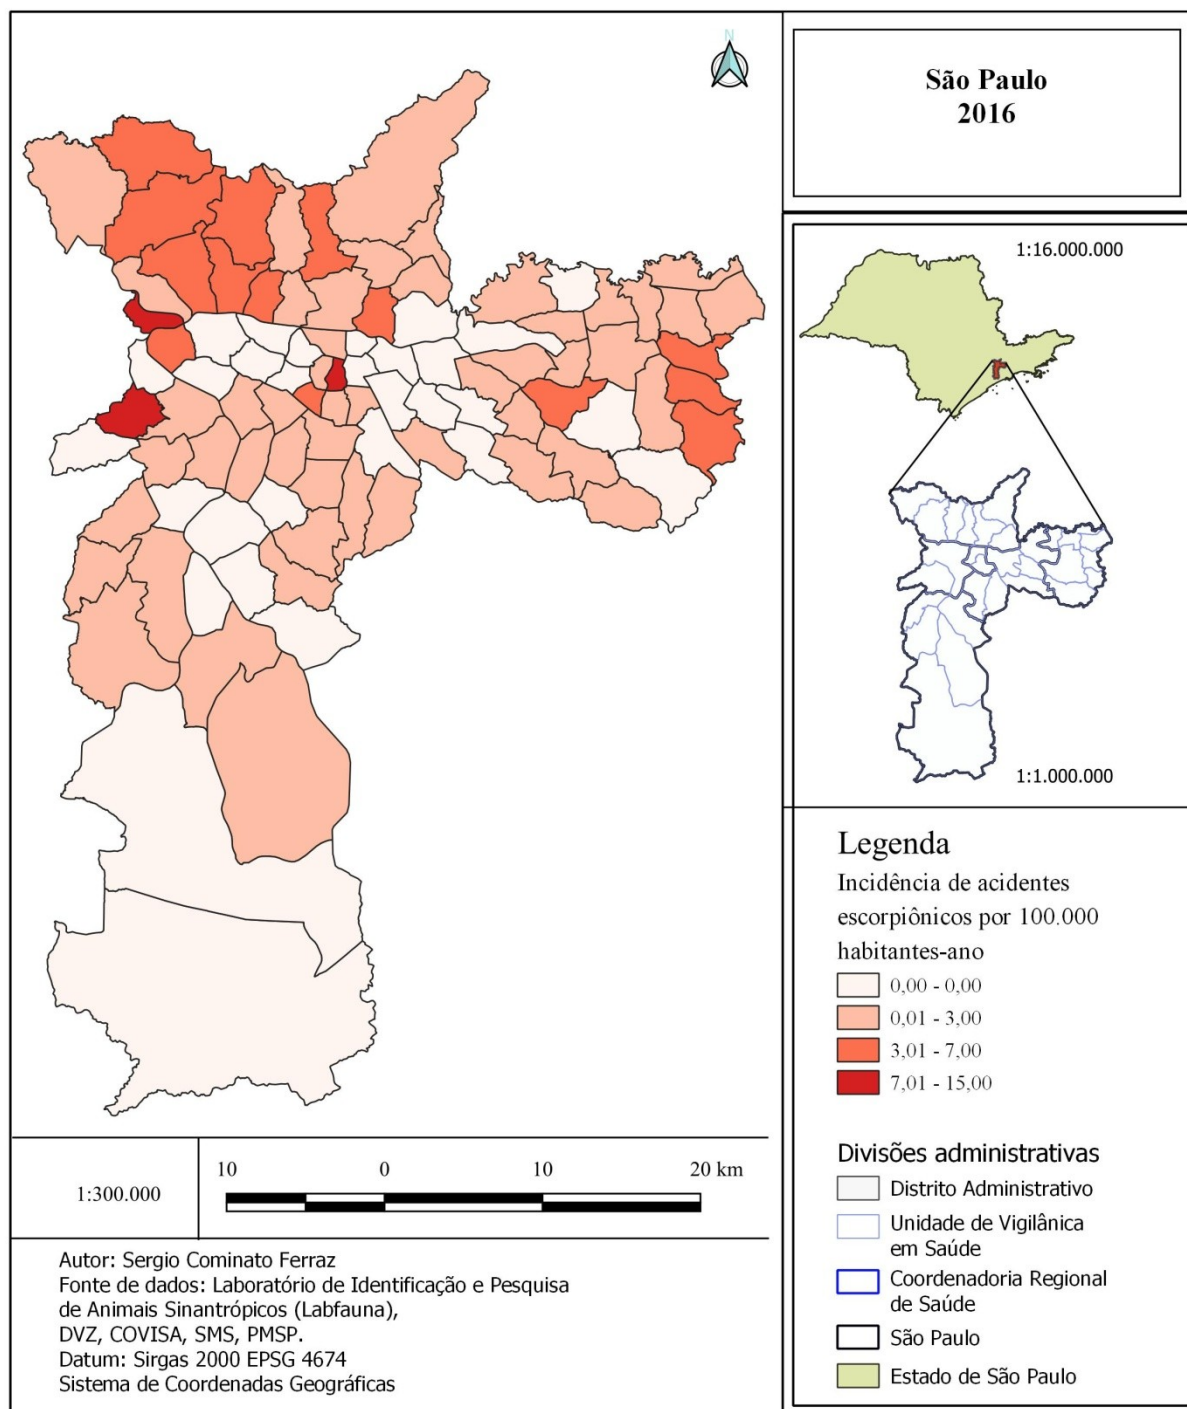 N
São Paulo
2016
1:16.000.000
1:1.000.000
Legenda
Incidência de acidentes
escorpiônicos por 100.000
habitantes-ano
0,00 - 0,00
0,01 - 3,00
3,01 - 7,00
7,01 - 15,00
Divisões administrativas
Distrito Administrativo
Unidade de Vigilânica
em Saúde
Coordenadoria Regional
de Saúde
São Paulo
Estado de São Paulo
1:300.000
10 0 10 20 km
Autor: Sergio Cominato Ferraz
Fonte de dados: Laboratório de Identificação e Pesquisa
de Animais Sinantrópicos (Labfauna),
DVZ, COVISA, SMS, PMSP.
Datum: Sirgas 2000 EPSG 4674
Sistema de Coordenadas Geográficas